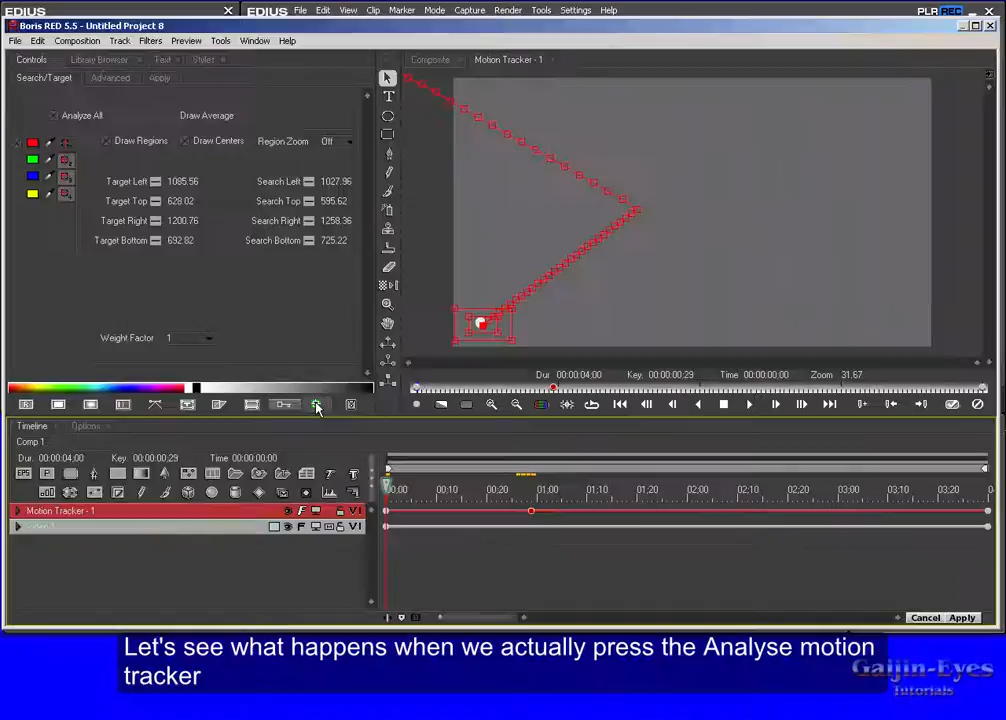 EDIUS
EDIUS File Edit View Clip Marker Mode Capture Render Tools Settings Help PLR REC
Boris RED 5.5 - Untitled Project 8
File Edit Composition Track Filters Preview Tools Window Help
Controls Library Browser Text Styles
Composite Motion Tracker - 1
Search/Target Advanced Apply
Analyze All Draw Average
Draw Regions Draw Centers Region Zoom Off
Target Left 1085.56 Search Left 1027.96
Target Top 628.02 Search Top 595.62
Target Right 1200.76 Search Right 1258.36
Target Bottom 692.82 Search Bottom 725.22
Weight Factor 1
Dur 00:00:04;00 Key: 00:00:00;29 Time: 00:00:00;00 Zoom 31.67
Timeline Options
Comp 1
Dur. 00:00:04;00 Key: 00:00:00;29 Time: 00:00:00;00
00:00 00:10 00:20 01:00 01:10 01:20 02:00 02:10 02:20 03:00 03:10 03:20
Motion Tracker - 1
Cancel Apply
Let's see what happens when we actually press the Analyse motion
tracker
Gaijin-Eyes
Tutorials